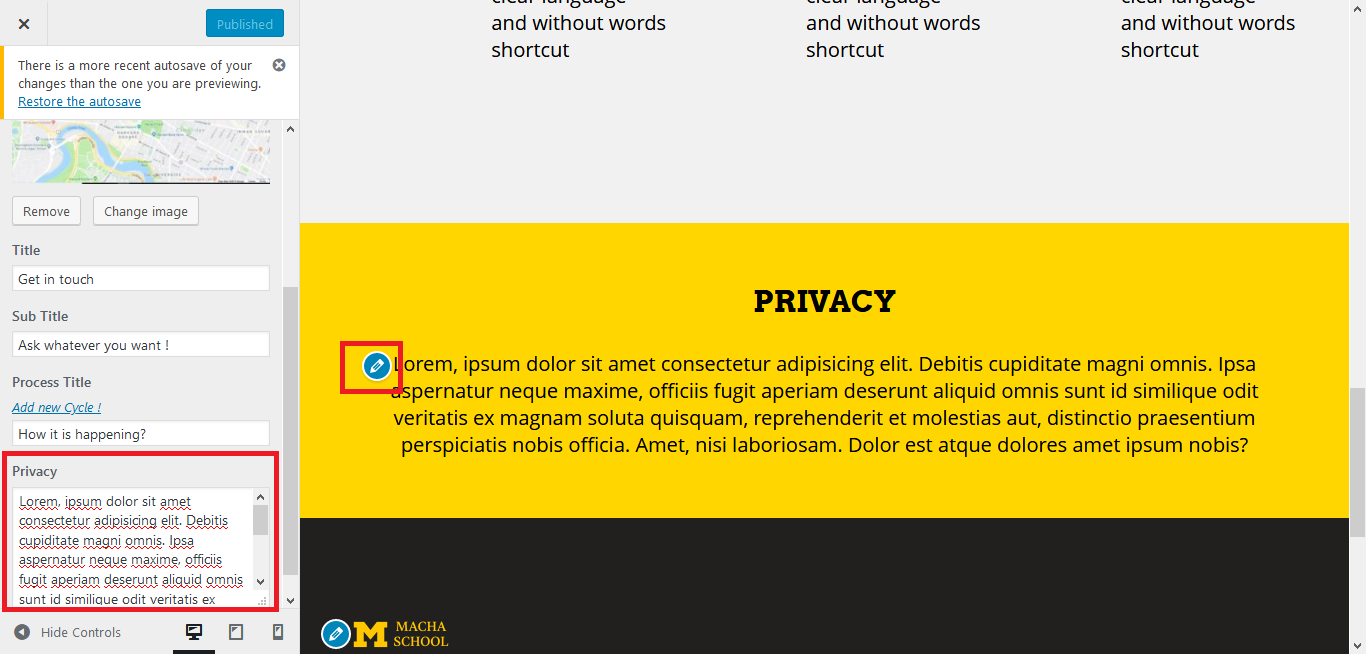 Published
There is a more recent autosave of your
changes than the one you are previewing.
Restore the autosave
Remove
Change image
Title
Get in touch
Sub Title
Ask whatever you want !
Process Title
Add new Cycle !
How it is happening?
Privacy
Lorem, ipsum dolor sit amet
consectetur adipisicing elit. Debitis
cupiditate magni omnis. Ipsa
aspernatur neque maxime, officiis
fugit aperiam deserunt aliquid omnis
sunt id similique odit veritatis ex
Hide Controls
clear language
and without words
shortcut
clear language
and without words
shortcut
clear language
and without words
shortcut
PRIVACY
Lorem, ipsum dolor sit amet consectetur adipisicing elit. Debitis cupiditate magni omnis. Ipsa
aspernatur neque maxime, officiis fugit aperiam deserunt aliquid omnis sunt id similique odit
veritatis ex magnam soluta quisquam, reprehenderit et molestias aut, distinctio praesentium
perspiciatis nobis officia. Amet, nisi laboriosam. Dolor est atque dolores amet ipsum nobis?
M MACHA
SCHOOL